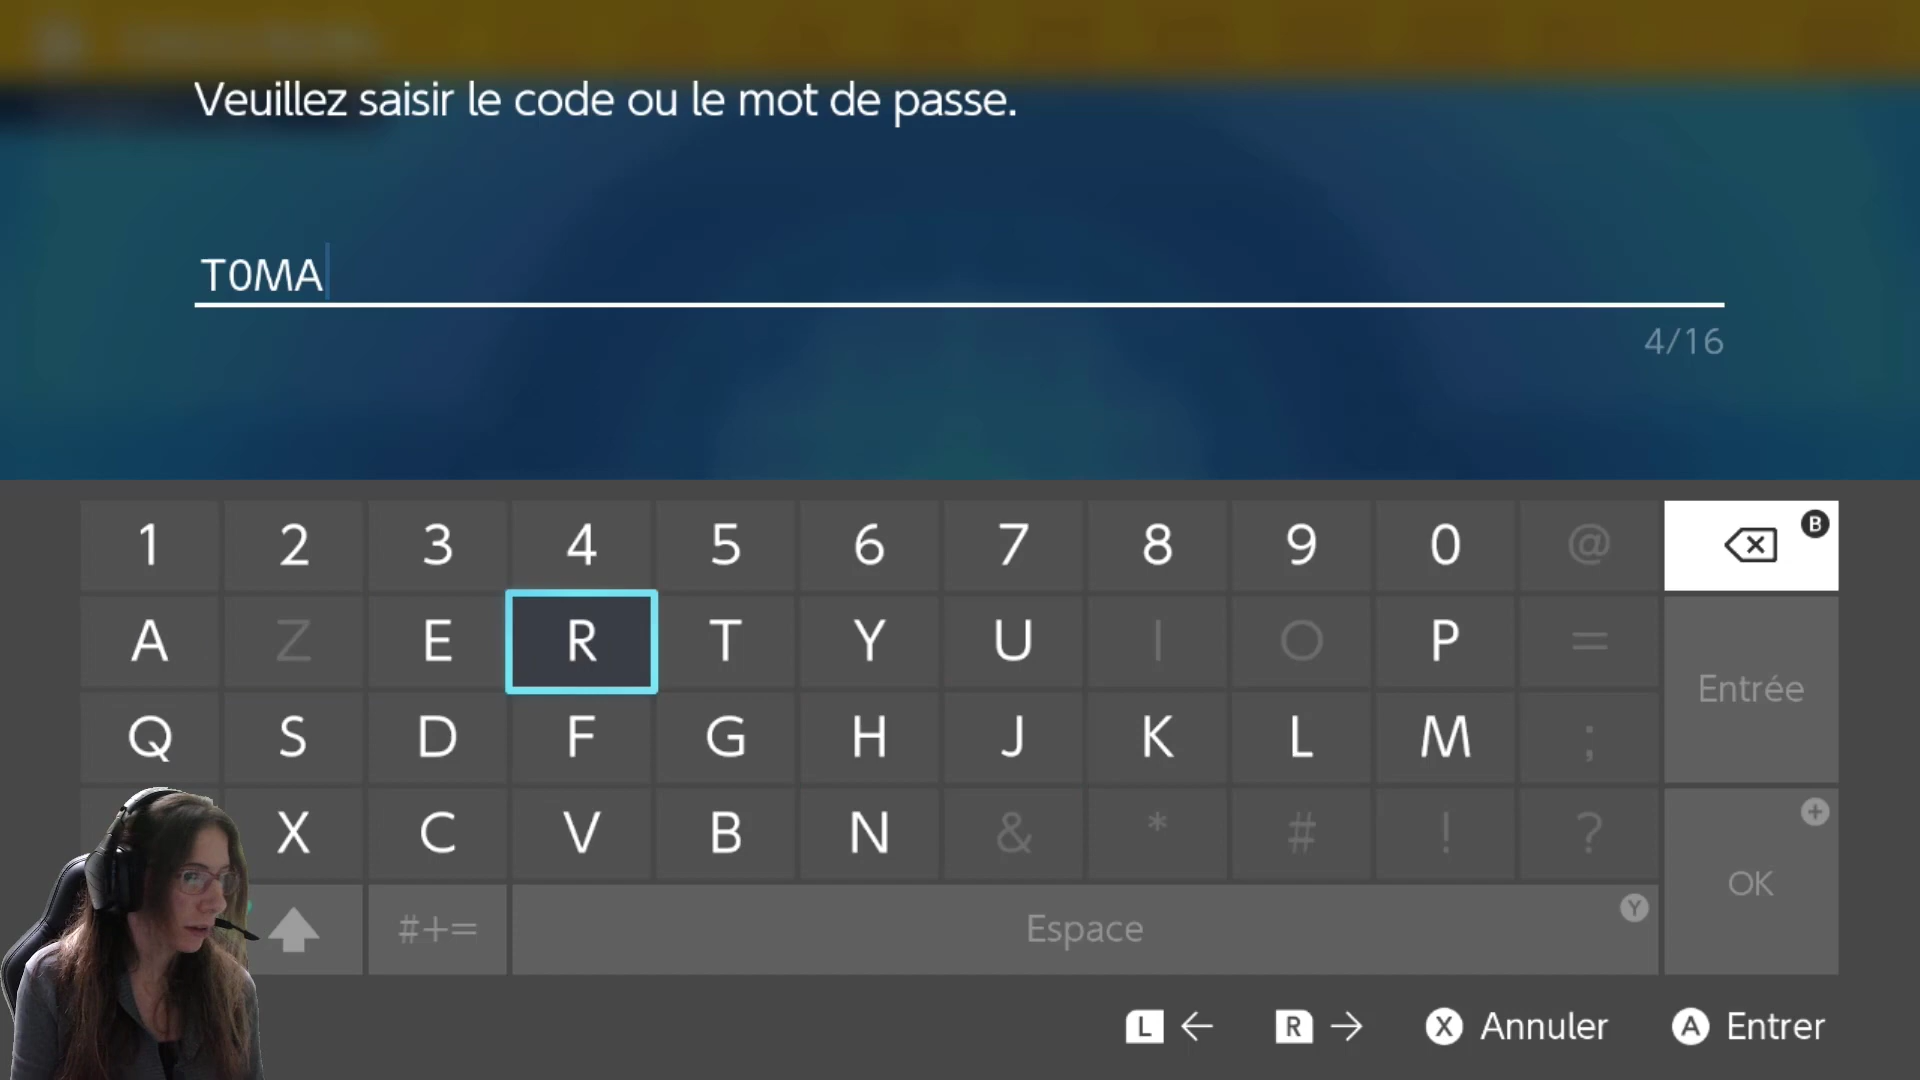 Veuillez saisir le code ou le mot de passe.
T0MA
4/16
1 2 3 4 5 6 7 8 9 0 @ B
A Z E R T Y U I O P =
Entrée
Q S D F G H J K L M ;
X C V B N & * # ! ? +
OK
#+= Espace Y
L ← R → X Annuler A Entrer